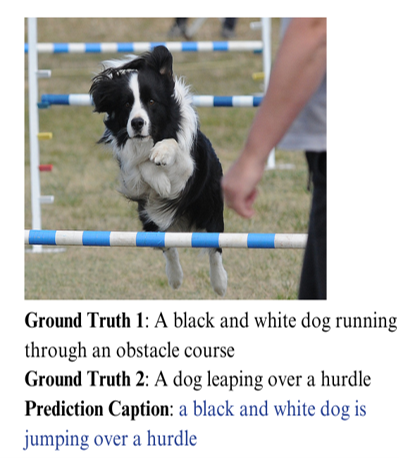 Ground Truth 1: A black and white dog running
through an obstacle course
Ground Truth 2: A dog leaping over a hurdle
Prediction Caption: a black and white dog is
jumping over a hurdle